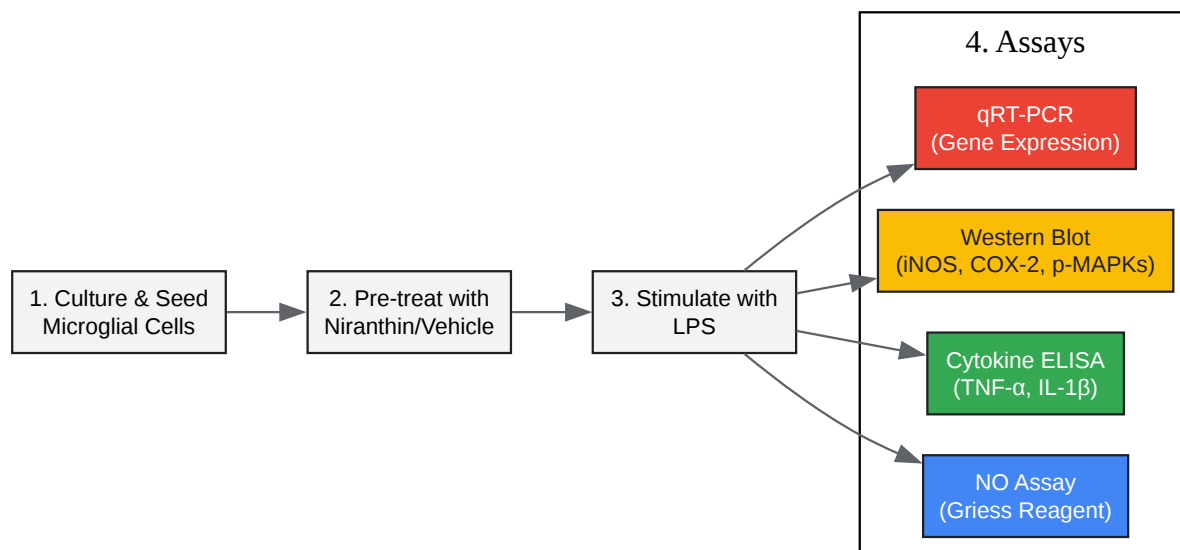 1. Culture & Seed
Microglial Cells
2. Pre-treat with
Niranthin/Vehicle
3. Stimulate with
LPS
4. Assays
qRT-PCR
(Gene Expression)
Western Blot
(iNOS, COX-2, p-MAPKs)
Cytokine ELISA
(TNF-α, IL-1β)
NO Assay
(Griess Reagent)